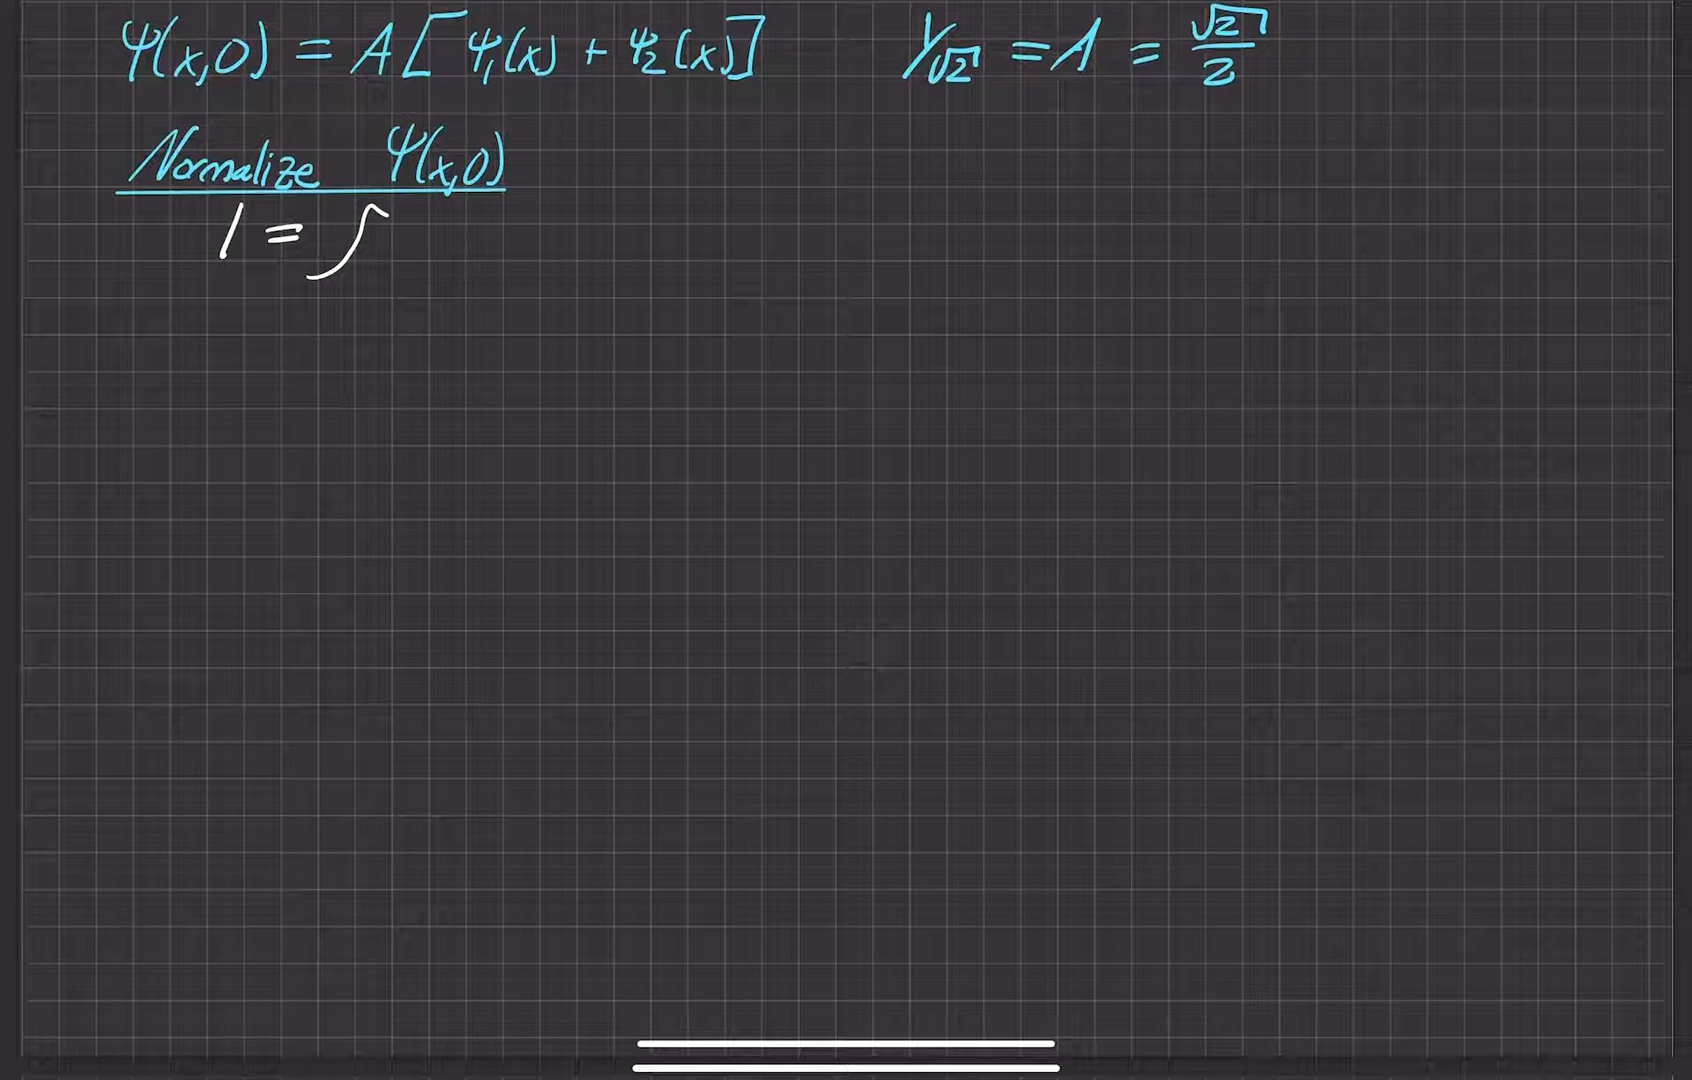 Ψ(x,0) = A[ψ₁(x) + ψ₂(x)] 1/√2 = A = √2/2
Normalize Ψ(x,0)
1 = ∫